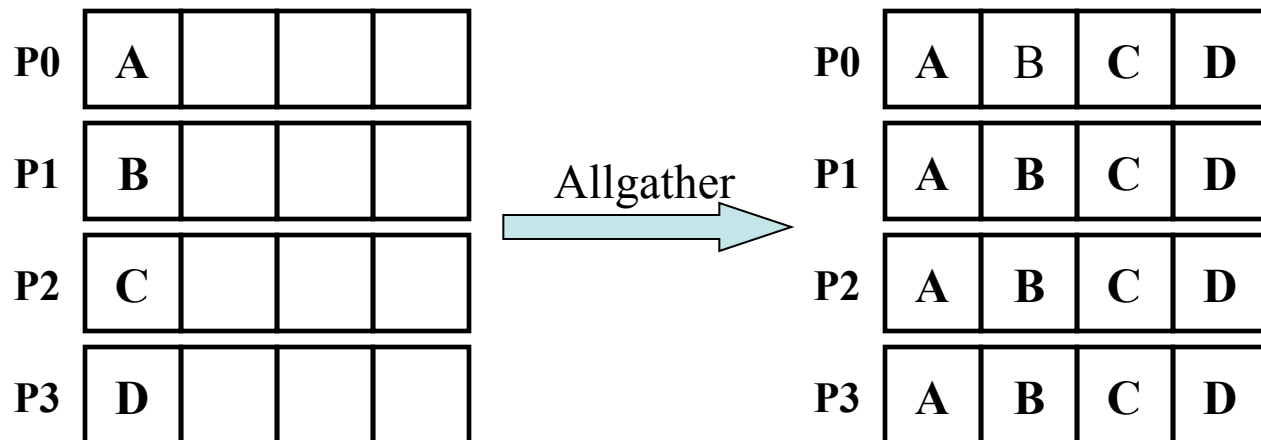 P0 A P0 A B C D
P1 B P1 A B C D
Allgather
P2 C P2 A B C D
P3 D P3 A B C D